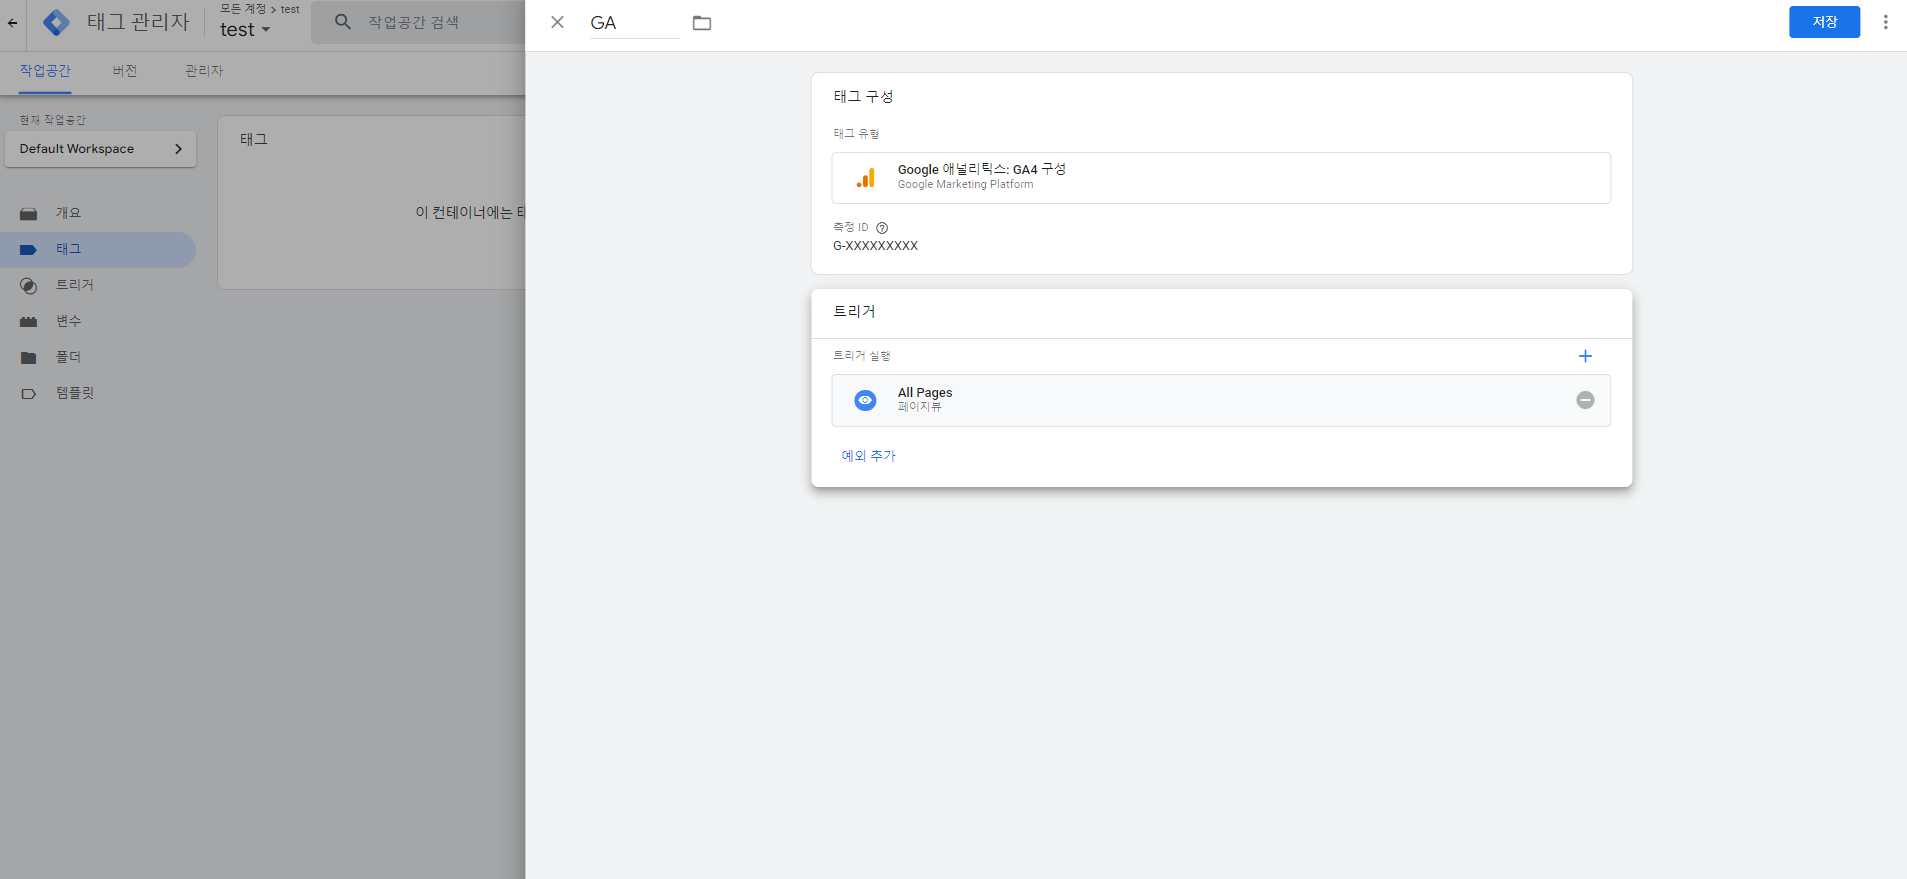 태그 관리자
모든 계정 > test
test
작업공간 검색
GA
저장
작업공간
버전
관리자
현재 작업공간
Default Workspace
개요
태그
트리거
변수
폴더
템플릿
태그
이 컨테이너에는 태
태그 구성
태그 유형
Google 애널리틱스: GA4 구성
Google Marketing Platform
측정 ID
G-XXXXXXXXX
트리거
트리거 실행
All Pages
페이지뷰
예외 추가